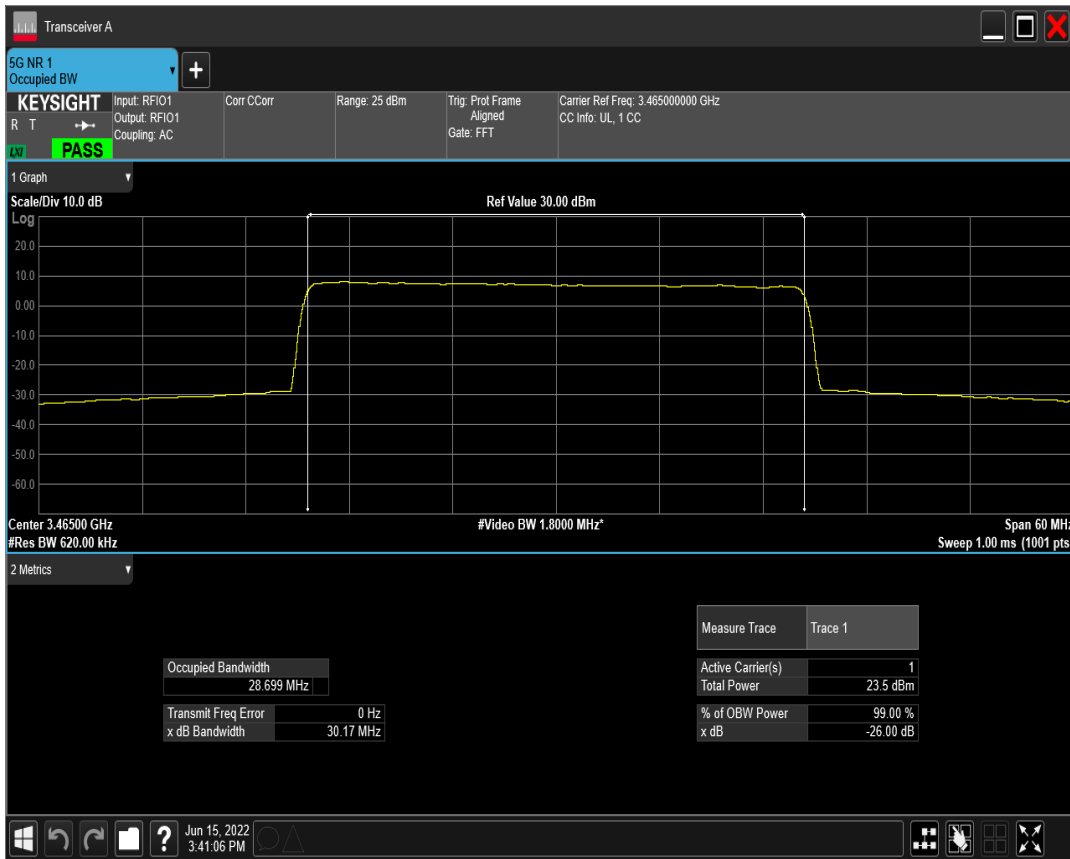 Transceiver A
5G NR 1
Occupied BW
KEYSIGHT
R T
LXI
PASS
Input: RFIO1
Output: RFIO1
Coupling: AC
Corr CCorr
Range: 25 dBm
Trig: Prot Frame
Aligned
Gate: FFT
Carrier Ref Freq: 3.465000000 GHz
CC Info: UL, 1 CC
1 Graph
Scale/Div 10.0 dB
Ref Value 30.00 dBm
Log
20.0
10.0
0.00
-10.0
-20.0
-30.0
-40.0
-50.0
-60.0
Center 3.46500 GHz
#Video BW 1.8000 MHz*
Span 60 MHz
#Res BW 620.00 kHz
Sweep 1.00 ms (1001 pts
2 Metrics
Measure Trace Trace 1
Occupied Bandwidth
28.699 MHz
Active Carrier(s) 1
Total Power 23.5 dBm
Transmit Freq Error 0 Hz
x dB Bandwidth 30.17 MHz
% of OBW Power 99.00 %
x dB -26.00 dB
?
Jun 15, 2022
3:41:06 PM